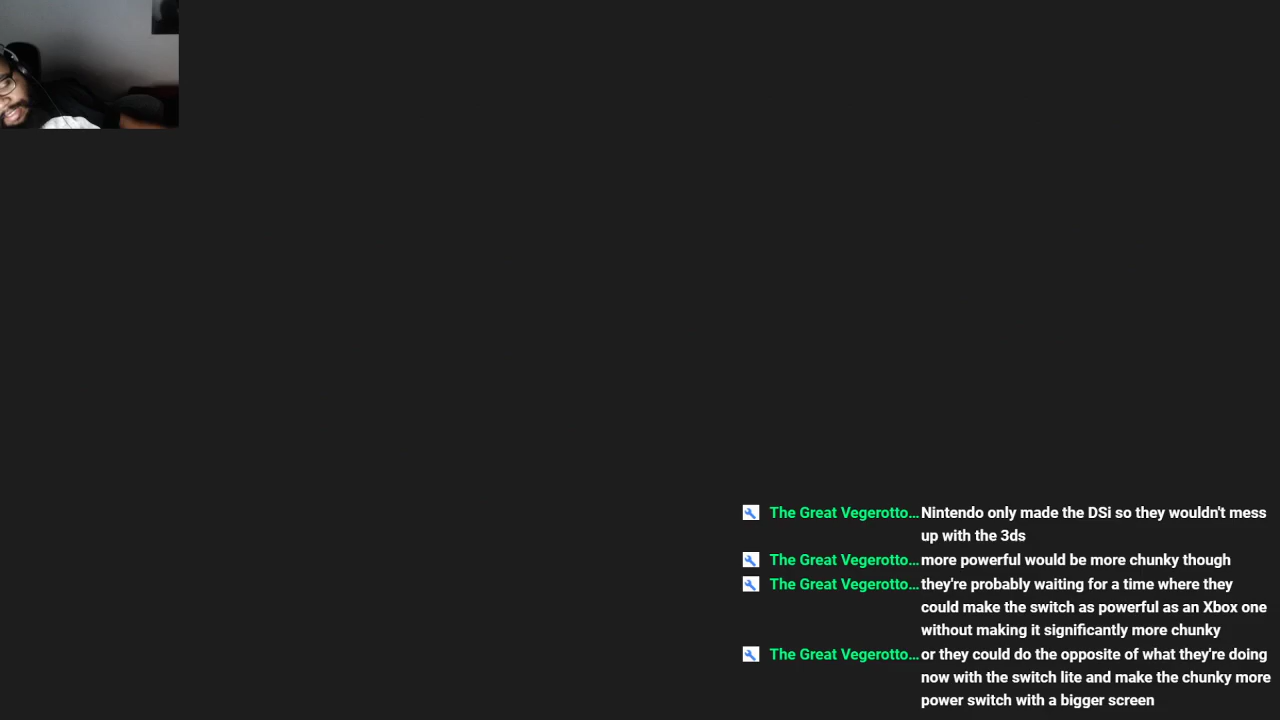 The Great Vegerotto... Nintendo only made the DSi so they wouldn't mess
up with the 3ds
The Great Vegerotto... more powerful would be more chunky though
The Great Vegerotto... they're probably waiting for a time where they
could make the switch as powerful as an Xbox one
without making it significantly more chunky
The Great Vegerotto... or they could do the opposite of what they're doing
now with the switch lite and make the chunky more
power switch with a bigger screen